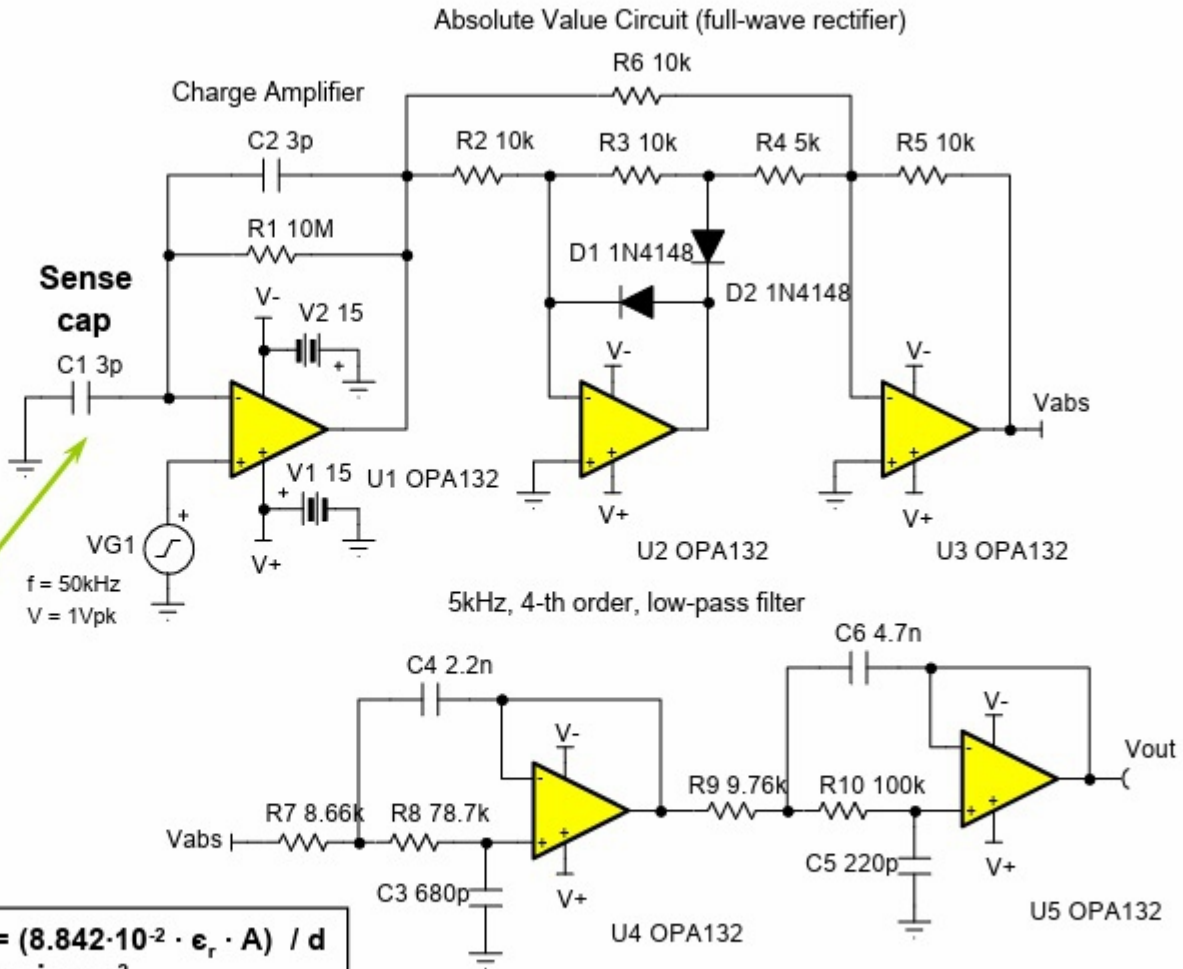 Absolute Value Circuit (full-wave rectifier)
R6 10k
Charge Amplifier
C2 3p
R2 10k
R3 10k
R4 5k
R5 10k
R1 10M
D1 1N4148
D2 1N4148
Sense
cap
C1 3p
V-
V2 15
+
-
+
+
V1 15
+
V+
U1 OPA132
VG1
+
f = 50kHz
V = 1Vpk
V-
-
+
+
V+
U2 OPA132
V-
-
+
+
V+
U3 OPA132
Vabs
5kHz, 4-th order, low-pass filter
C4 2.2n
C6 4.7n
Vabs
R7 8.66k
R8 78.7k
C3 680p
V-
-
+
+
V+
U4 OPA132
R9 9.76k
R10 100k
C5 220p
V-
-
+
+
V+
U5 OPA132
Vout
= (8.842·10-² · ϵr · A) / d